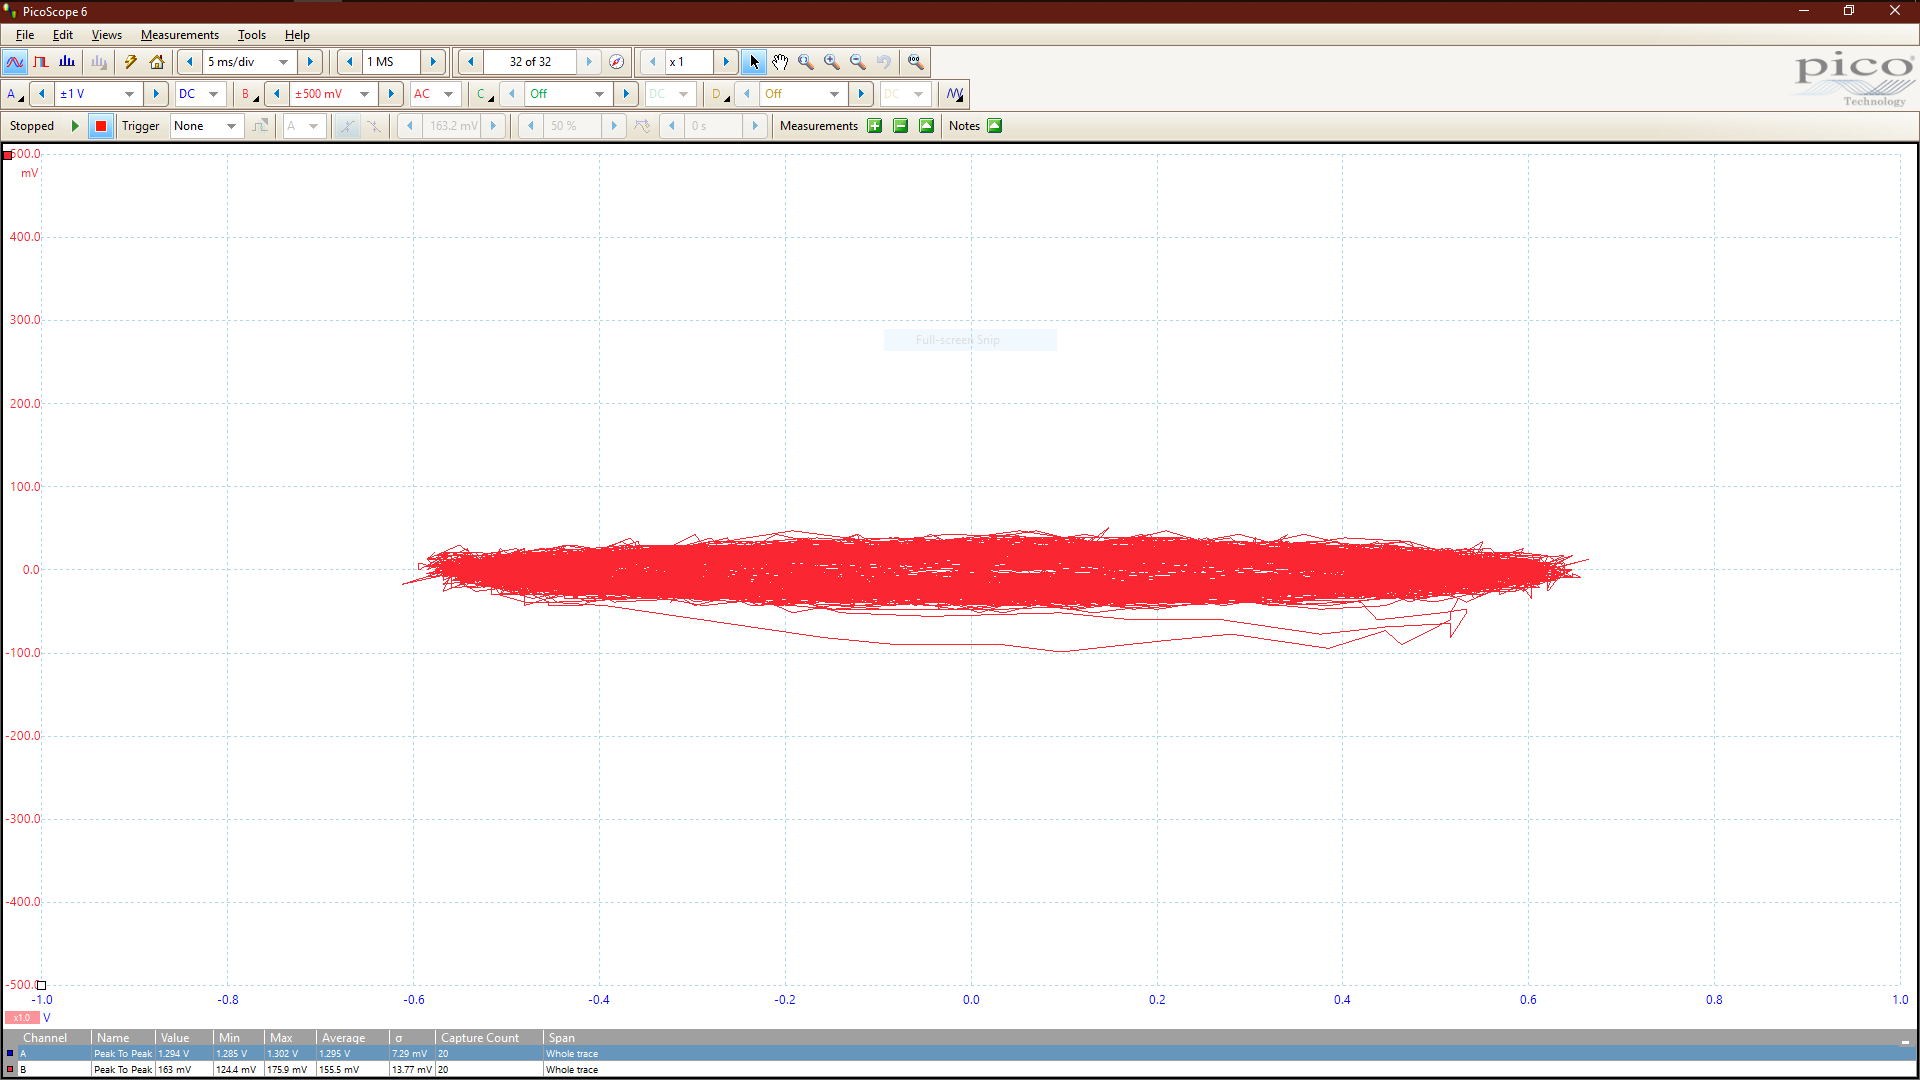 PicoScope 6
File Edit Views Measurements Tools Help
5 ms/div 1 MS 32 of 32 x 1
pico
Technology
A ±1 V DC B ±500 mV AC C Off DC D Off DC
Stopped Trigger None A 163.2 mV 50 % 0 s Measurements Notes
500.0
mV
400.0
300.0
Full-screen Snip
200.0
100.0
0.0
-100.0
-200.0
-300.0
-400.0
-500.0
-1.0 -0.8 -0.6 -0.4 -0.2 0.0 0.2 0.4 0.6 0.8 1.0
x1.0 V
Channel Name Value Min Max Average σ Capture Count Span
A Peak To Peak 1.294 V 1.285 V 1.302 V 1.295 V 7.29 mV 20 Whole trace
B Peak To Peak 163 mV 124.4 mV 175.9 mV 155.5 mV 13.77 mV 20 Whole trace